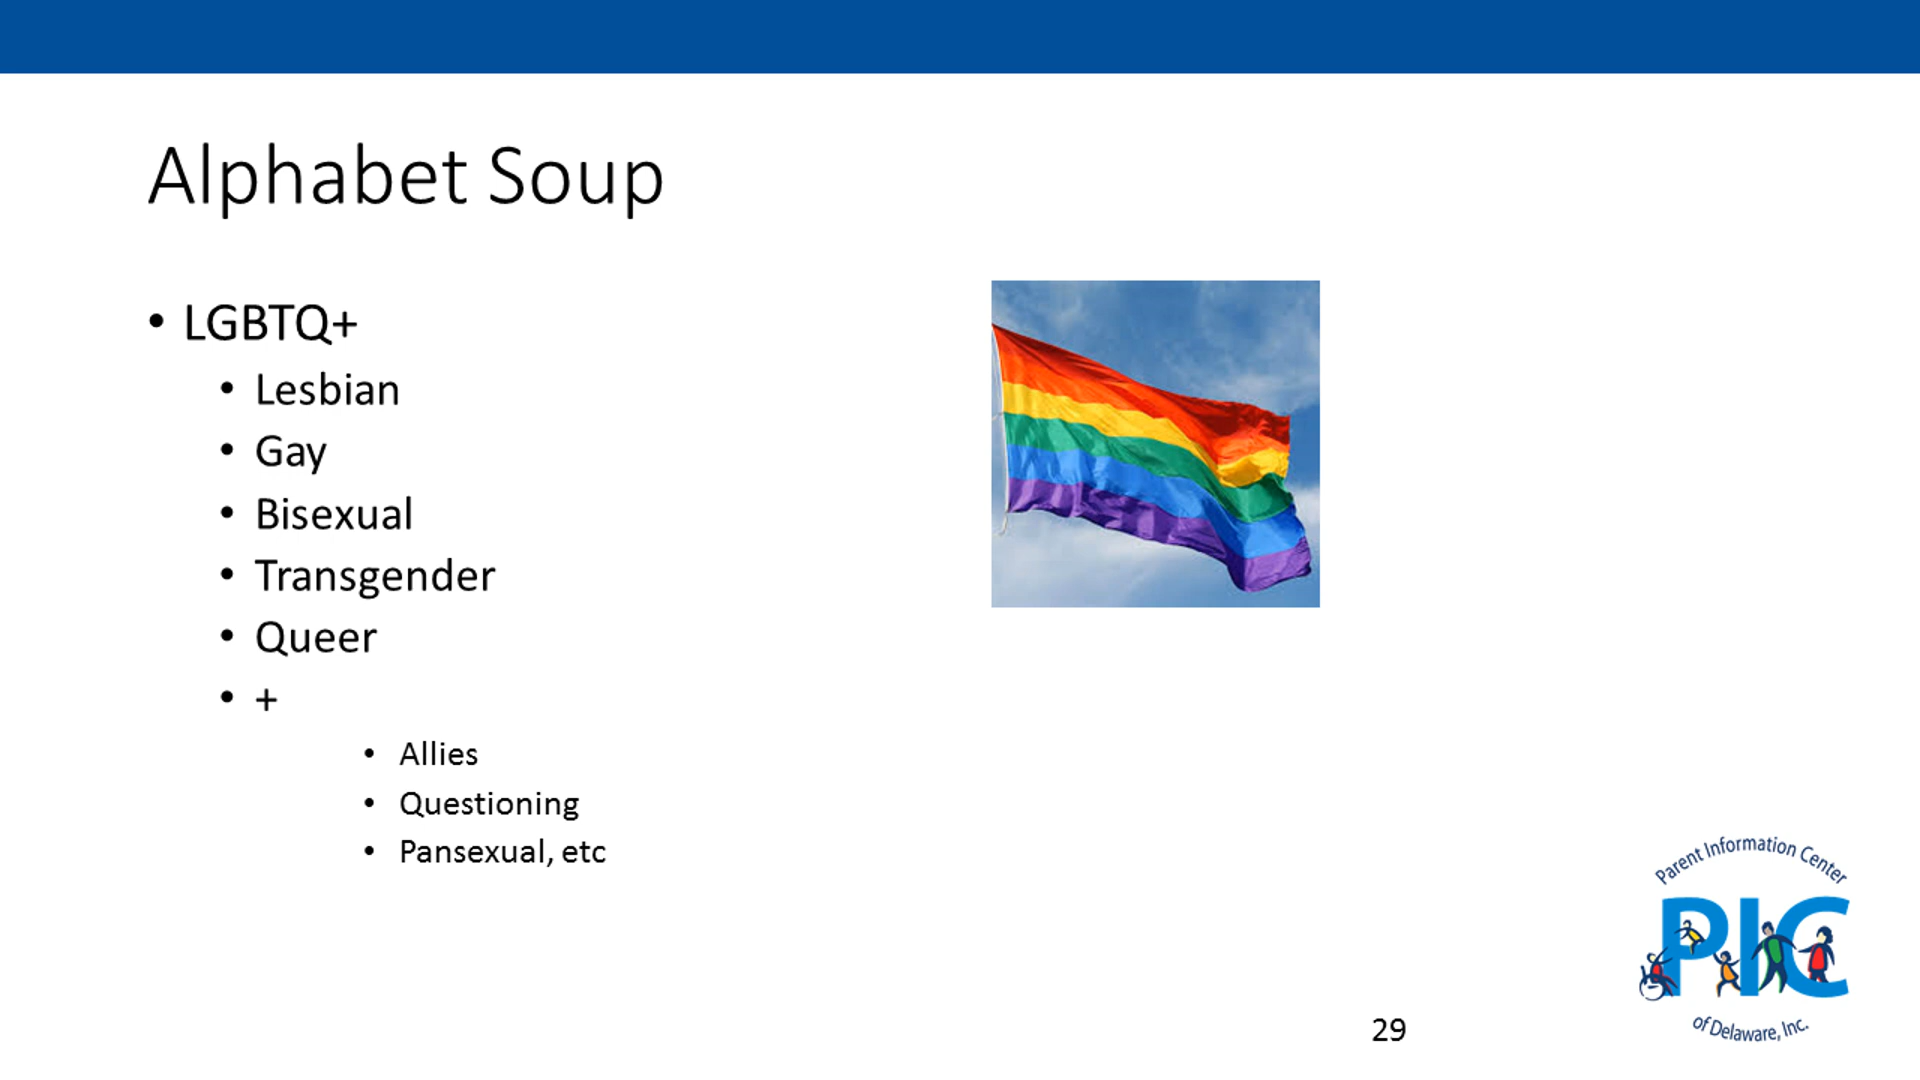 Alphabet Soup
• LGBTQ+
• Lesbian
• Gay
• Bisexual
• Transgender
• Queer
• +
• Allies
• Questioning
• Pansexual, etc
Parent Information Center
PIC
of Delaware, Inc.
29